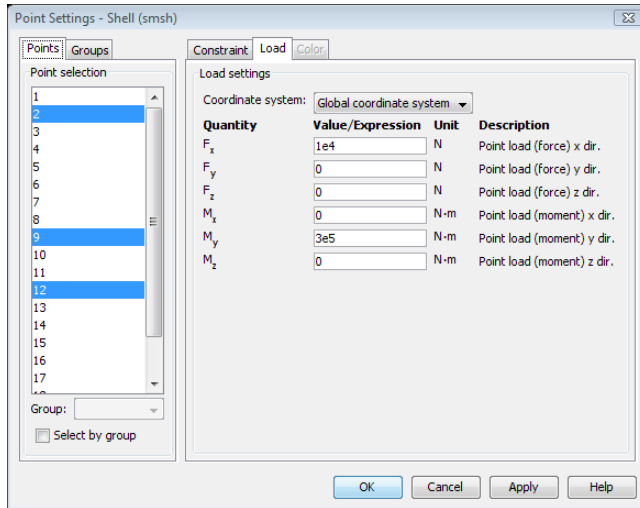 Point Settings - Shell (smsh)
Points Groups
Point selection
1
2
3
4
5
6
7
8
9
10
11
12
13
14
15
16
17
Group:
Select by group
Constraint Load Color
Load settings
Coordinate system: Global coordinate system
Quantity Value/Expression Unit Description
Fx 1e4 N Point load (force) x dir.
Fy 0 N Point load (force) y dir.
Fz 0 N Point load (force) z dir.
Mx 0 N·m Point load (moment) x dir.
My 3e5 N·m Point load (moment) y dir.
Mz 0 N·m Point load (moment) z dir.
OK Cancel Apply Help